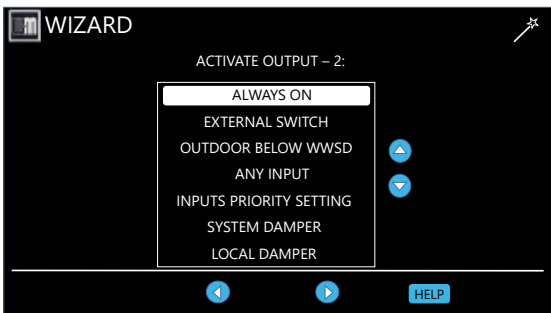 WIZARD
ACTIVATE OUTPUT – 2:
ALWAYS ON
EXTERNAL SWITCH
OUTDOOR BELOW WWSD
ANY INPUT
INPUTS PRIORITY SETTING
SYSTEM DAMPER
LOCAL DAMPER
HELP